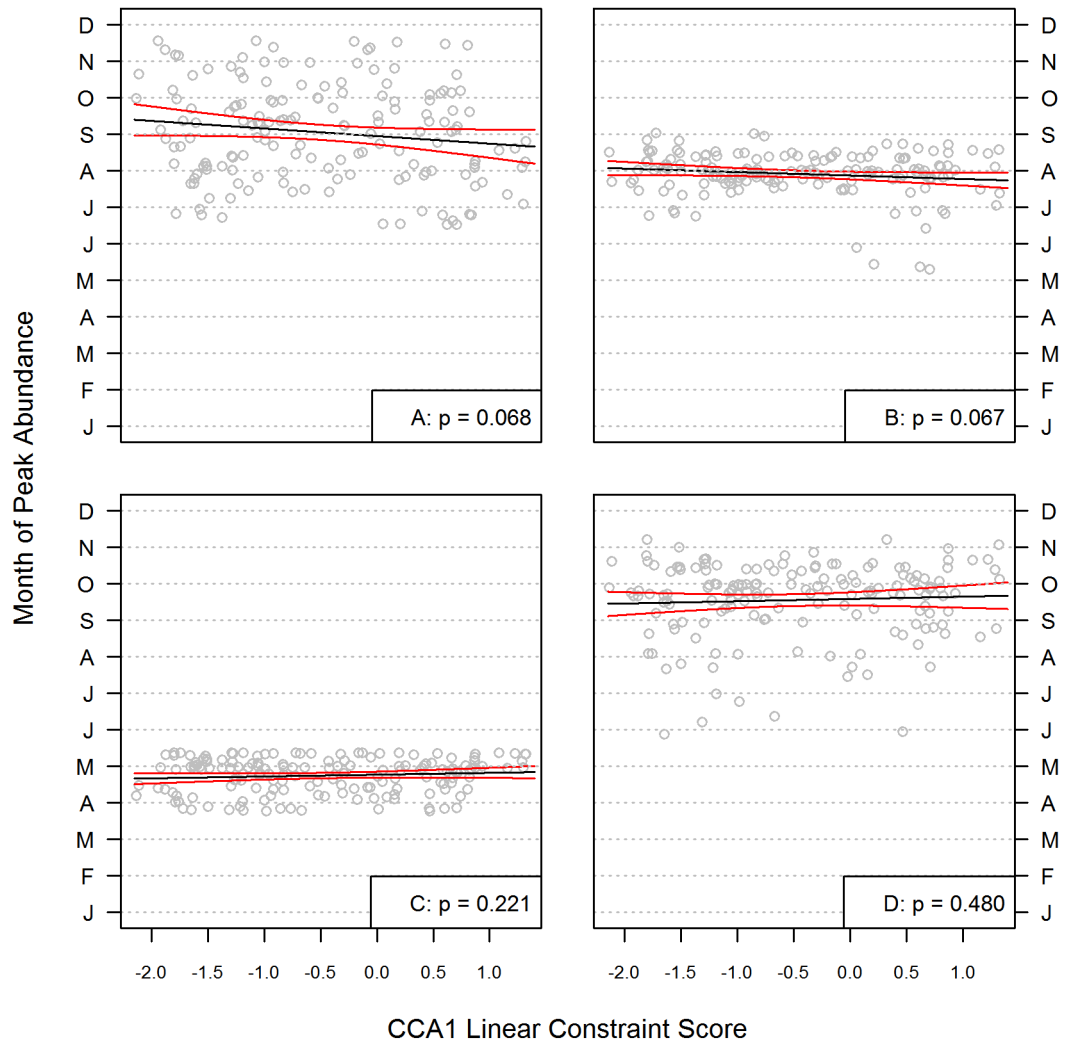 Month of Peak Abundance
D
N
O
S
A
J
J
M
A
M
F
J
A: p = 0.068
D
N
O
S
A
J
J
M
A
M
F
J
B: p = 0.067
D
N
O
S
A
J
J
M
A
M
F
J
C: p = 0.221
D
N
O
S
A
J
J
M
A
M
F
J
D: p = 0.480
-2.0 -1.5 -1.0 -0.5 0.0 0.5 1.0
-2.0 -1.5 -1.0 -0.5 0.0 0.5 1.0
CCA1 Linear Constraint Score